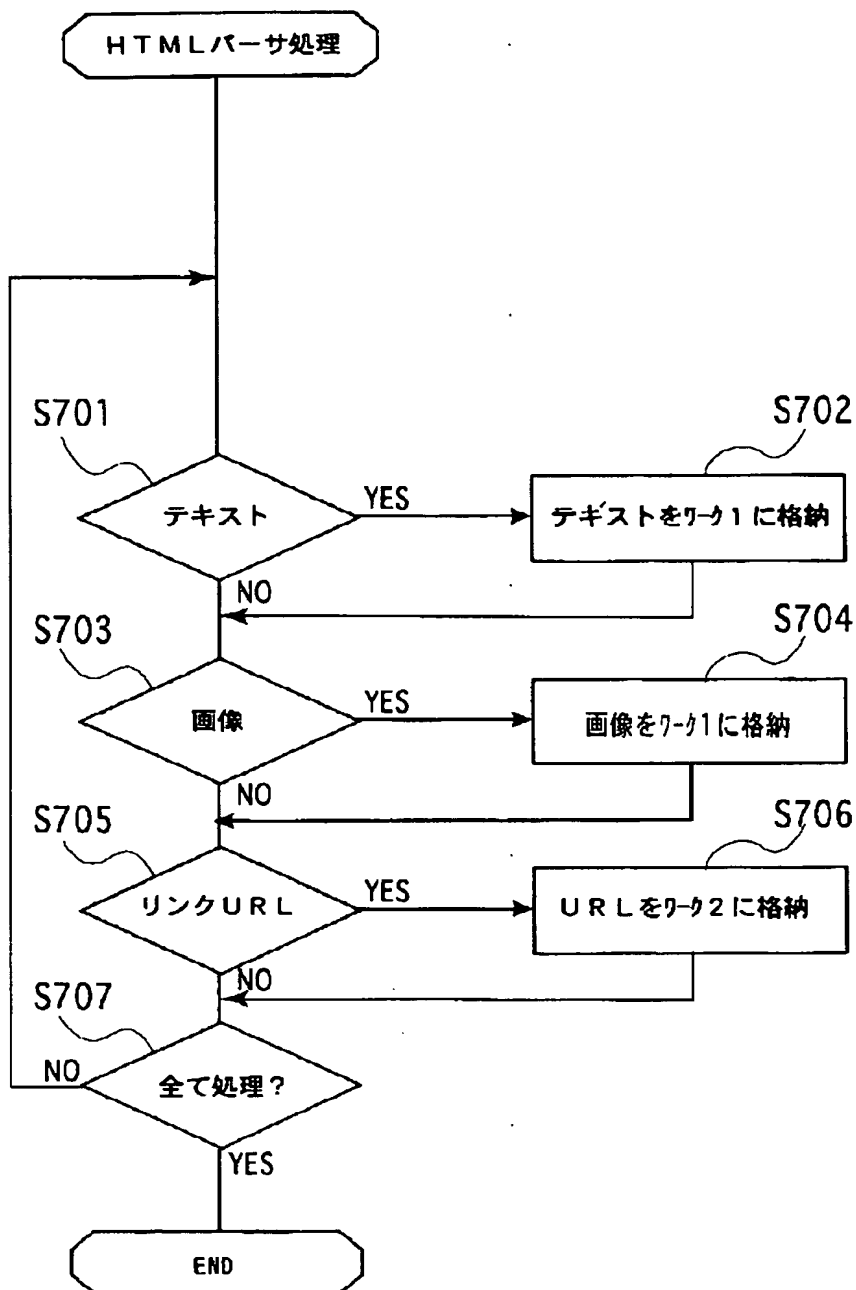 HTMLパーサ処理
S701
S702
テキスト
YES
テキストをワーク1に格納
NO
S703
S704
画像
YES
画像をワーク1に格納
NO
S705
S706
リンクURL
YES
URLをワーク2に格納
NO
S707
NO
全て処理?
YES
END